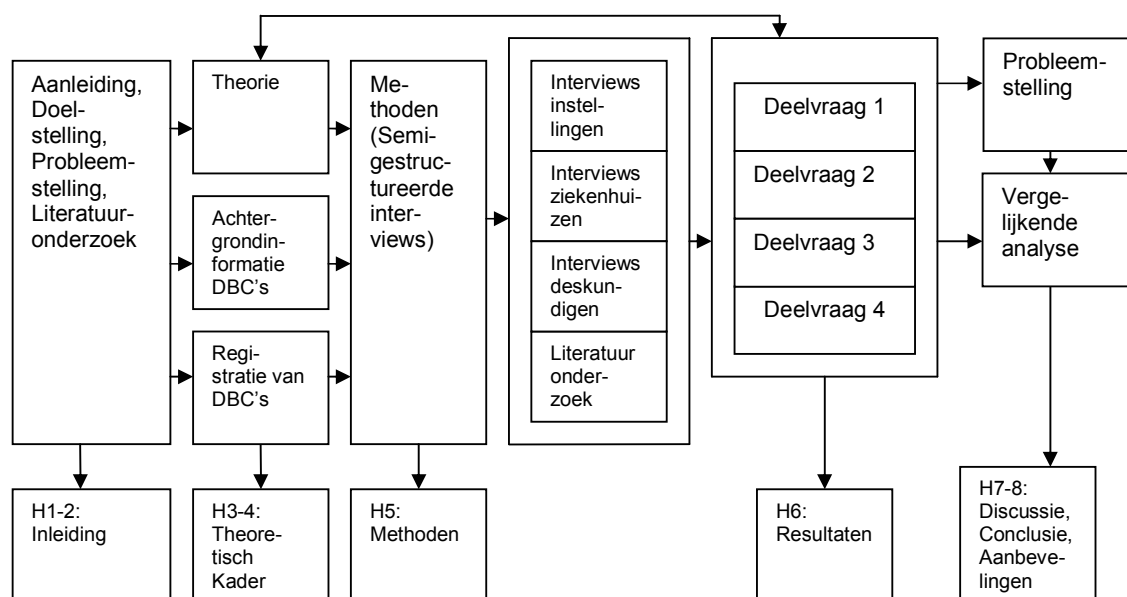 Aanleiding,
Doel-
stelling,
Probleem-
stelling,
Literatuur-
onderzoek
Theorie
Achter-
grondin-
formatie
DBC's
Regi-
stratie van
DBC's
Me-
thoden
(Semi-
gestruc-
tureerde
inter-
views)
Interviews
instel-
lingen
Interviews
ziekenhui-
zen
Interviews
deskun-
digen
Literatuur
onder-
zoek
Deelvraag 1
Deelvraag 2
Deelvraag 3
Deelvraag 4
Probleem-
stelling
Verge-
lijkende
analyse
H1-2:
Inleiding
H3-4:
Theore-
tisch
Kader
H5:
Methoden
H6:
Resultaten
H7-8:
Discussie,
Conclusie,
Aanbeve-
lingen